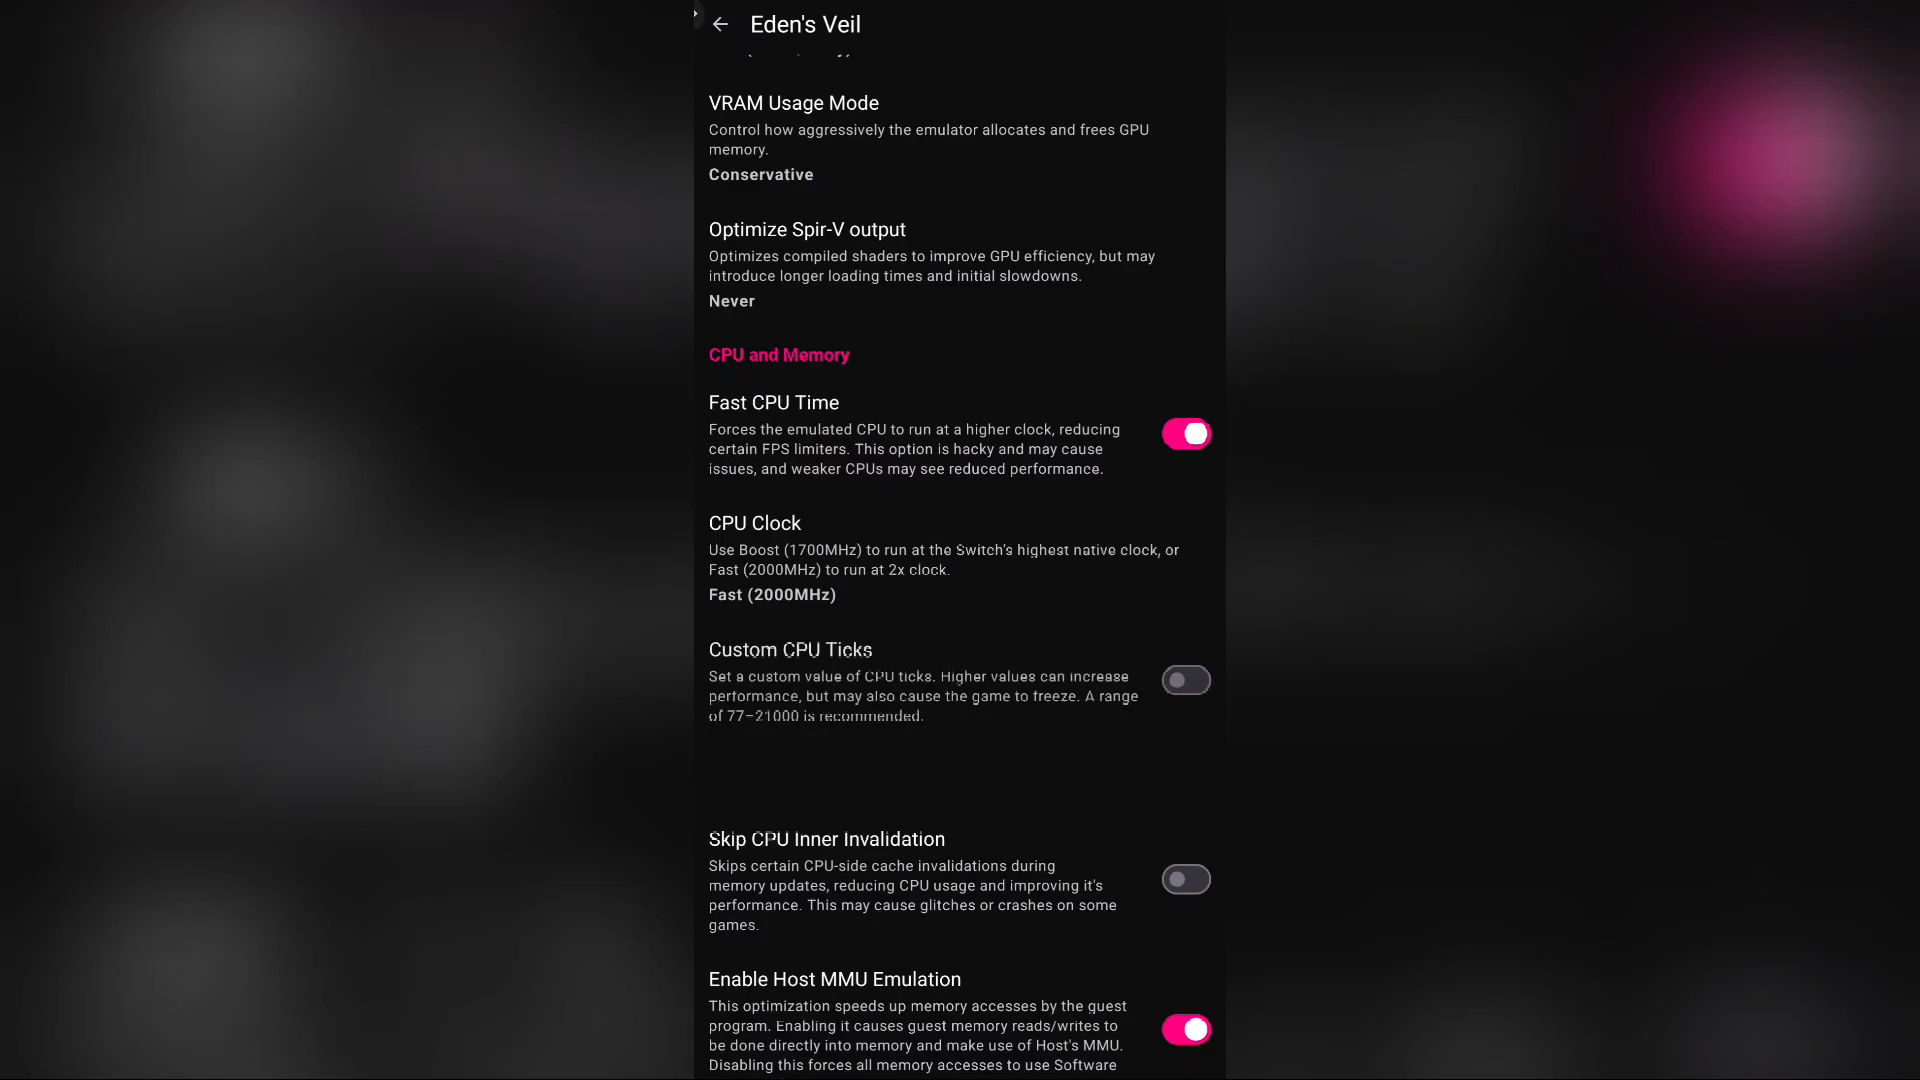 Eden's Veil
VRAM Usage Mode
Control how aggressively the emulator allocates and frees GPU
memory.
Conservative
Optimize Spir-V output
Optimizes compiled shaders to improve GPU efficiency, but may
introduce longer loading times and initial slowdowns.
Never
CPU and Memory
Fast CPU Time
Forces the emulated CPU to run at a higher clock, reducing
certain FPS limiters. This option is hacky and may cause
issues, and weaker CPUs may see reduced performance.
CPU Clock
Use Boost (1700MHz) to run at the Switch's highest native clock, or
Fast (2000MHz) to run at 2x clock.
Fast (2000MHz)
Custom CPU Ticks
Set a custom value of CPU ticks. Higher values can increase
performance, but may also cause the game to freeze. A range
of 77–21000 is recommended.
Skip CPU Inner Invalidation
Skips certain CPU-side cache invalidations during
memory updates, reducing CPU usage and improving it's
performance. This may cause glitches or crashes on some
games.
Enable Host MMU Emulation
This optimization speeds up memory accesses by the guest
program. Enabling it causes guest memory reads/writes to
be done directly into memory and make use of Host's MMU.
Disabling this forces all memory accesses to use Software